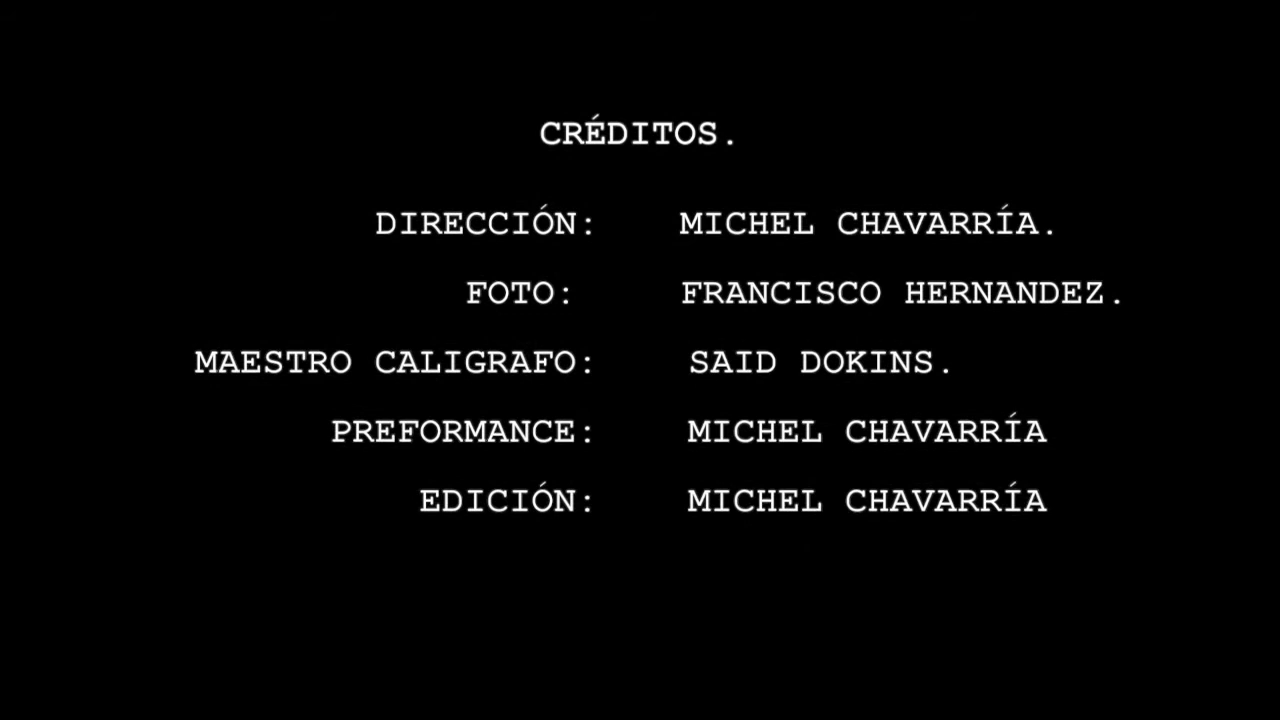 CRÉDITOS.
DIRECCIÓN: MICHEL CHAVARRÍA.
FOTO: FRANCISCO HERNANDEZ.
MAESTRO CALIGRAFO: SAID DOKINS.
PREFORMANCE: MICHEL CHAVARRÍA
EDICIÓN: MICHEL CHAVARRÍA